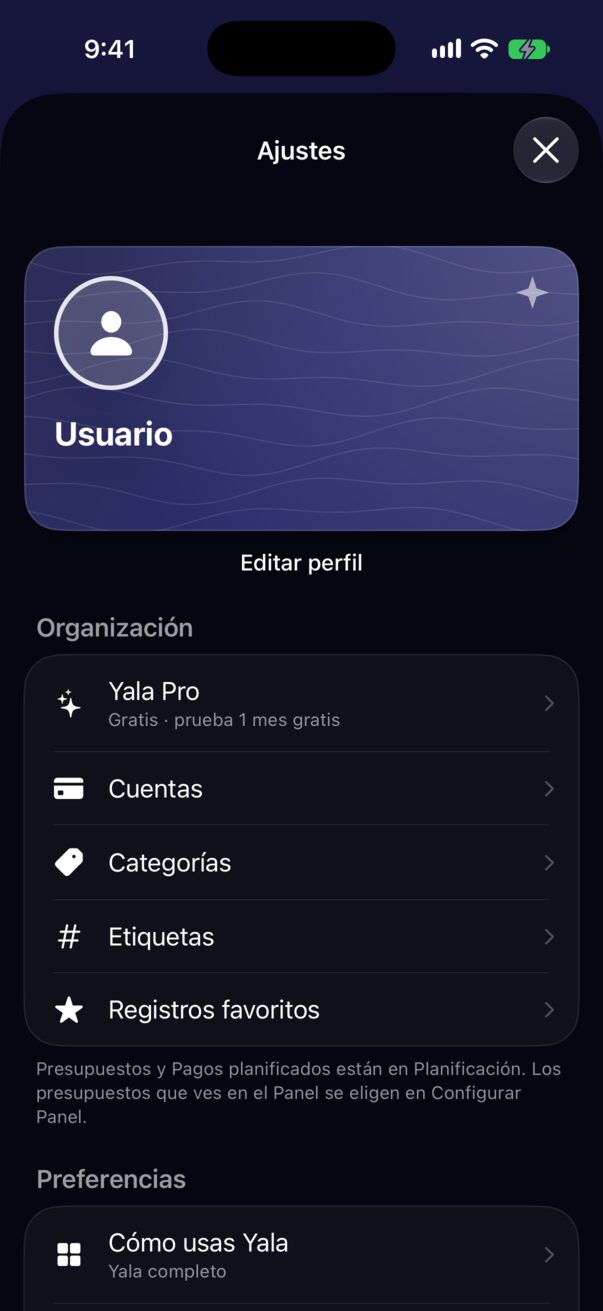 9:41
Ajustes
Usuario
Editar perfil
Organización
Yala Pro
Gratis · prueba 1 mes gratis
Cuentas
Categorías
Etiquetas
Registros favoritos
Presupuestos y Pagos planificados están en Planificación. Los
presupuestos que ves en el Panel se eligen en Configurar
Panel.
Preferencias
Cómo usas Yala
Yala completo